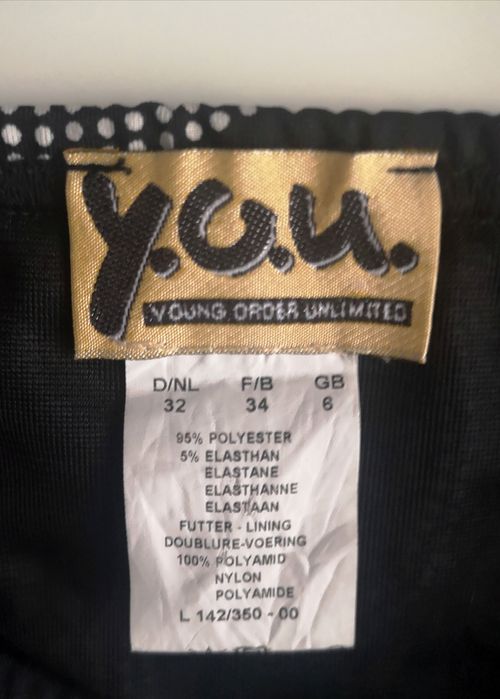 y.o.u.
YOUNG ORDER UNLIMITED
D/NL F/B GB
32 34 6
95% POLYESTER
5% ELASTHAN
ELASTANE
ELASTHANNE
ELASTAAN
FUTTER - LINING
DOUBLURE-VOERING
100% POLYAMID
NYLON
POLYAMIDE
L 142/350 - 00